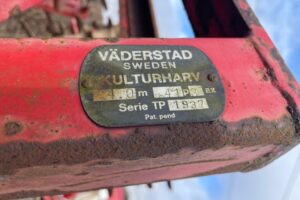 VÄDERSTAD
SWEDEN
KULTURHARV
m
Serie TP 1937
Pat. pend